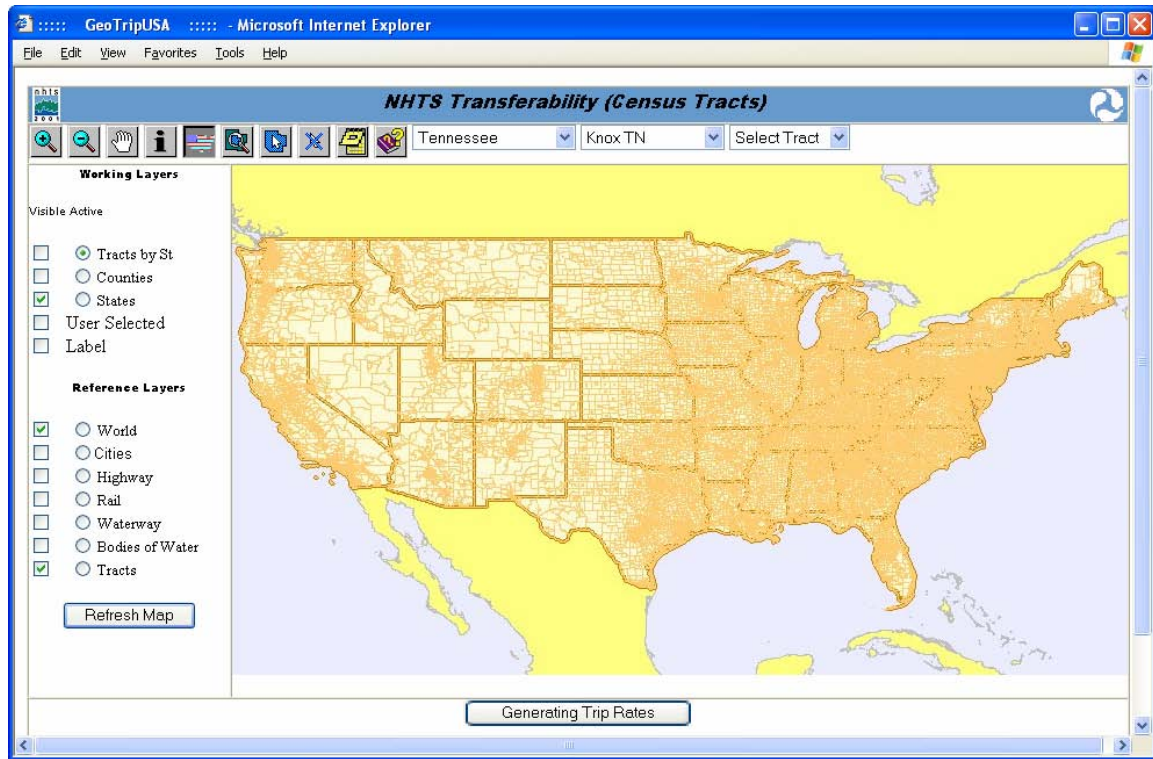 ::::: GeoTripUSA ::::: - Microsoft Internet Explorer
File Edit View Favorites Tools Help
nhts
2001
NHTS Transferability (Census Tracts)
Tennessee Knox TN Select Tract
Working Layers
Visible Active
Tracts by St
Counties
States
User Selected
Label
Reference Layers
World
Cities
Highway
Rail
Waterway
Bodies of Water
Tracts
Refresh Map
Generating Trip Rates